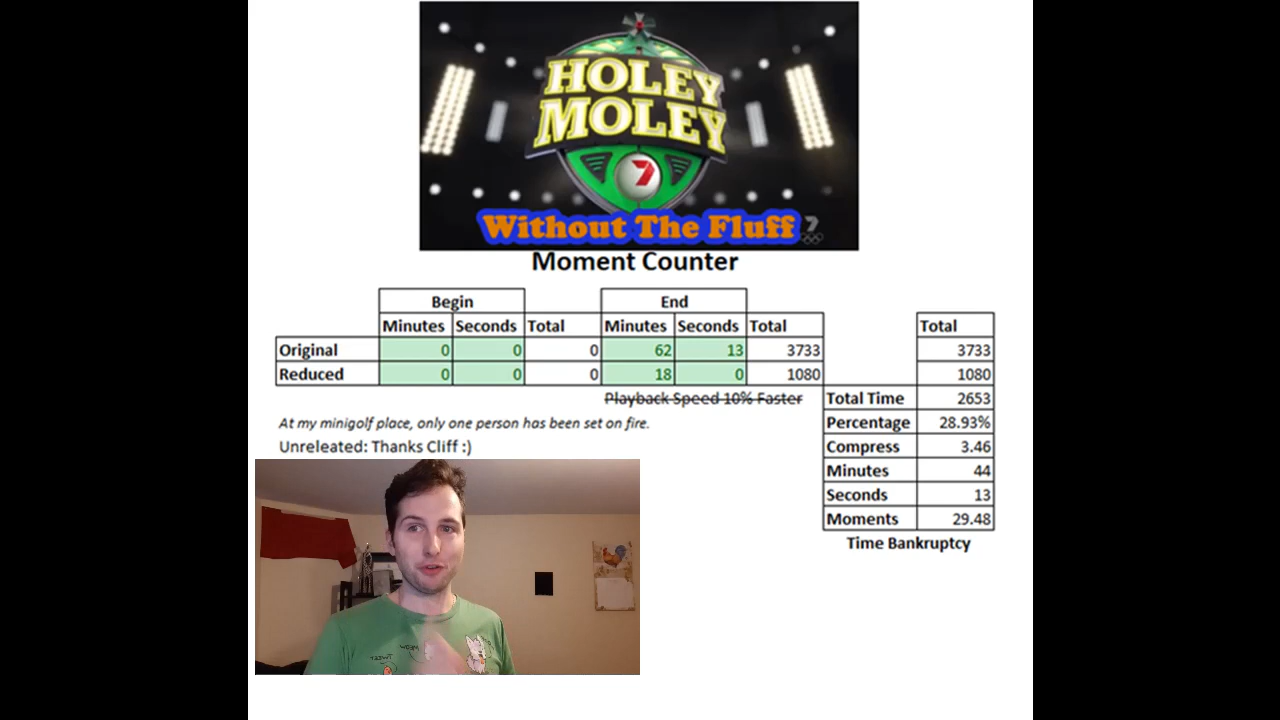 HOLEY
MOLEY
7
Without The Fluff
7
Moment Counter
Begin End
Minutes Seconds Total Minutes Seconds Total Total
Original 0 0 0 62 13 3733 3733
Reduced 0 0 0 18 0 1080 1080
Playback Speed 10% Faster Total Time 2653
At my minigolf place, only one person has been set on fire. Percentage 28.93%
Unreleated: Thanks Cliff :) Compress 3.46
Minutes 44
Seconds 13
Moments 29.48
Time Bankruptcy